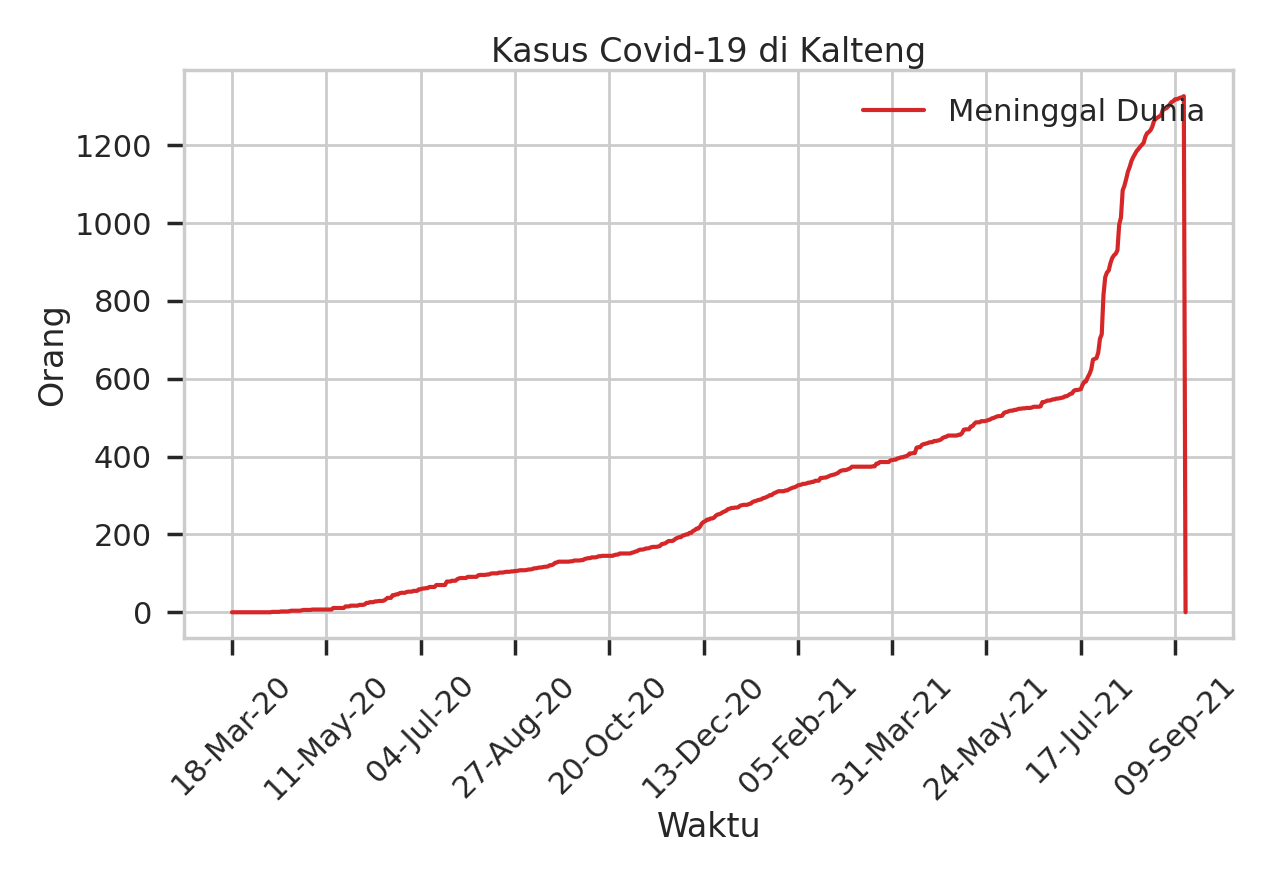 Kasus Covid-19 di Kalteng
Meninggal Dunia
Orang
1200
1000
800
600
400
200
0
18-Mar-20
11-May-20
04-Jul-20
27-Aug-20
20-Oct-20
13-Dec-20
05-Feb-21
31-Mar-21
24-May-21
17-Jul-21
09-Sep-21
Waktu